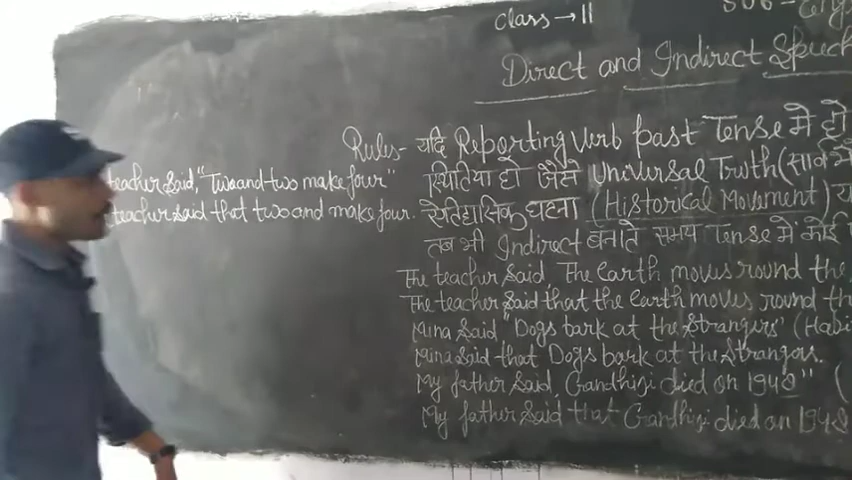 Class → 11
Direct and Indirect Speech
Rules- यदि Reporting Verb past Tense मे हो
स्थितिया हो जैसे Universal Truth (सार्व
ऐतिहासिक घटना (Historical Movement)
तब भी Indirect बनाते समय Tense मे कोई
The teacher said, The earth moves round the
The teacher said that the earth moves round th
Mina said "Dogs bark at the strangers" (Habi
Mina said that Dogs bark at the strangers.
My father said, Gandhiji died on 1948" (
My father said that Gandhiji died on 1948
teacher said, "Two and two make four"
teacher said that two and make four.